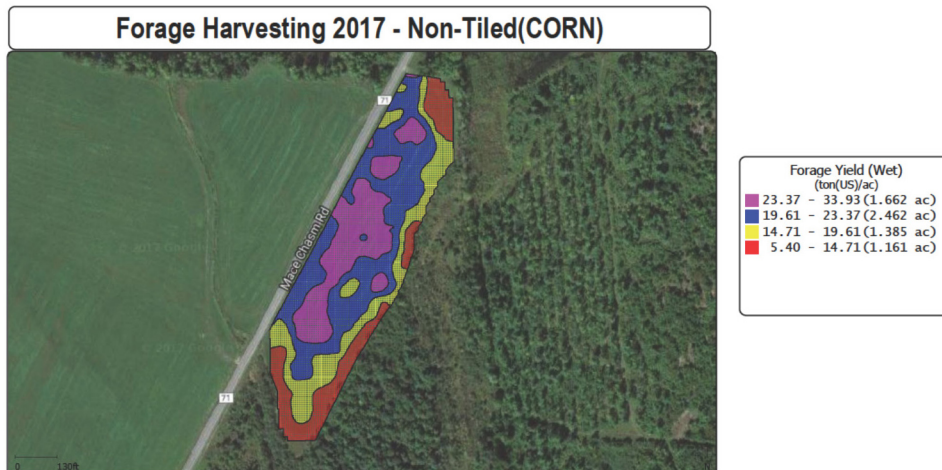 Forage Harvesting 2017 - Non-Tiled(CORN)
71
Mace Chasm Rd
71
0 130ft
Forage Yield (Wet)
(ton(US)/ac)
23.37 - 33.93(1.662 ac)
19.61 - 23.37(2.462 ac)
14.71 - 19.61(1.385 ac)
5.40 - 14.71(1.161 ac)